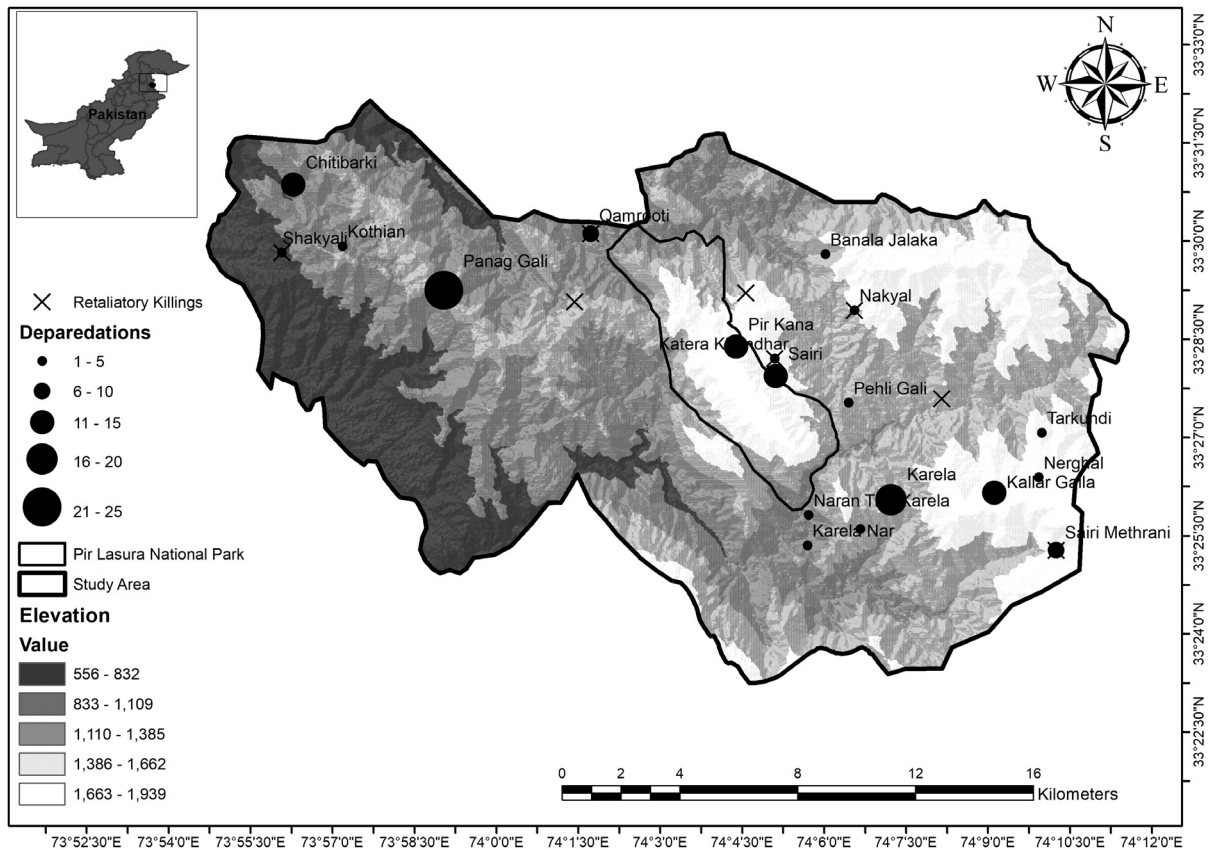 Pakistan
N
W
E
S
Chitibarki
Qamrooti
Shakyali
Kothian
Banala Jalaka
Panag Gali
Nakyal
Pir Kana
Katera
Sairi
Pehli Gali
Tarkundi
Nerghal
Karela
Kallar Galla
Naran
Karela
Karela Nar
Sairi Methrani
Retaliatory Killings
Deparedations
1 - 5
6 - 10
11 - 15
16 - 20
21 - 25
Pir Lasura National Park
Study Area
Elevation
Value
556 - 832
833 - 1,109
1,110 - 1,385
1,386 - 1,662
1,663 - 1,939
0 2 4 8 12 16
Kilometers
33°33'0"N
33°31'30"N
33°30'0"N
33°28'30"N
33°27'0"N
33°25'30"N
33°24'0"N
33°22'30"N
73°52'30"E 73°54'0"E 73°55'30"E 73°57'0"E 73°58'30"E 74°0'0"E 74°1'30"E 74°3'0"E 74°4'30"E 74°6'0"E 74°7'30"E 74°9'0"E 74°10'30"E 74°12'0"E